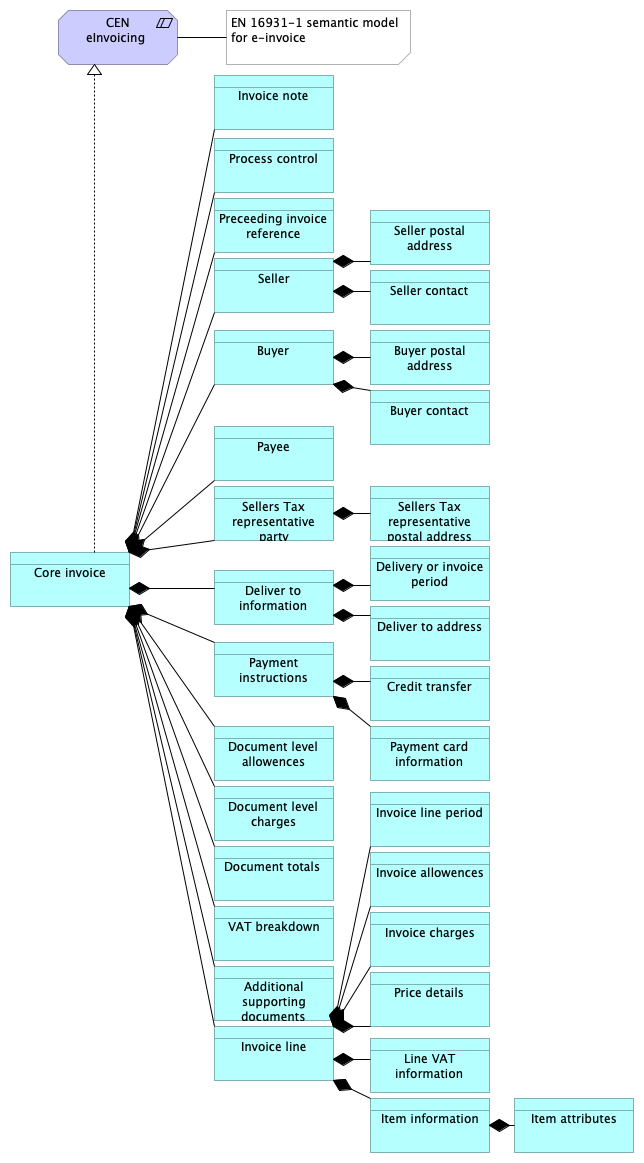 CEN
eInvoicing
EN 16931-1 semantic model
for e-invoice
Invoice note
Process control
Preceeding invoice
reference
Seller postal
address
Seller
Seller contact
Buyer
Buyer postal
address
Buyer contact
Payee
Sellers Tax
representative
party
Sellers Tax
representative
postal address
Core invoice
Delivery or invoice
period
Deliver to
information
Deliver to address
Payment
instructions
Credit transfer
Document level
allowences
Payment card
information
Document level
charges
Invoice line period
Document totals
Invoice allowences
VAT breakdown
Invoice charges
Additional
supporting
documents
Price details
Invoice line
Line VAT
information
Item information
Item attributes